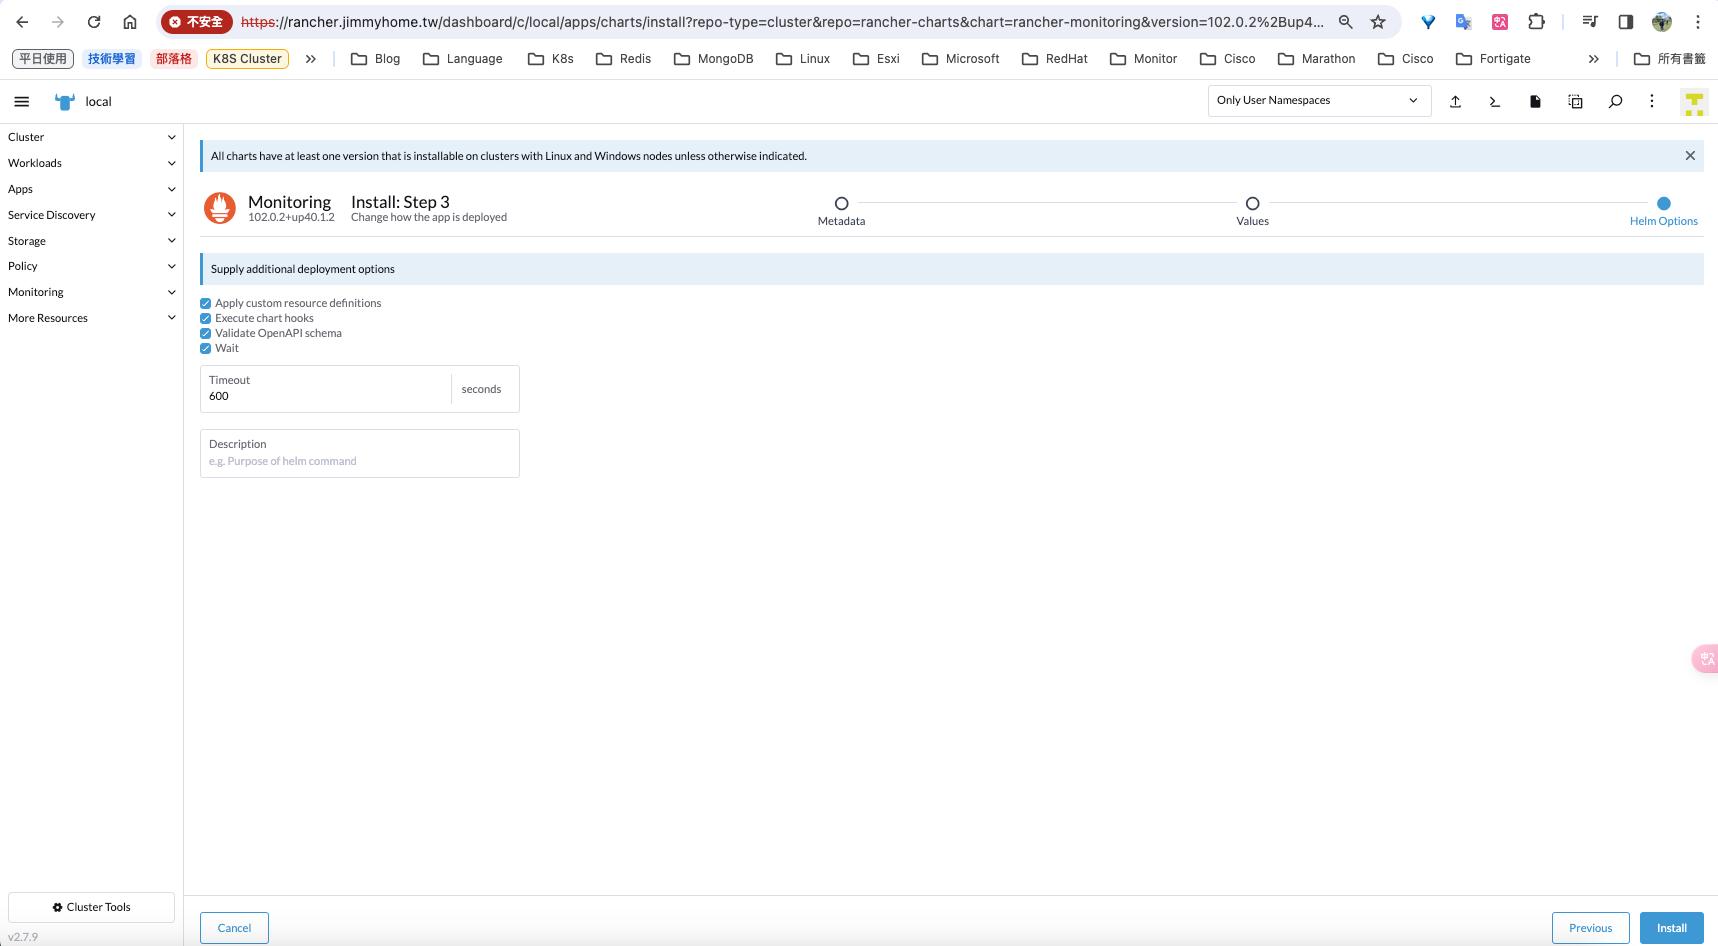 不安全 https://rancher.jimmyhome.tw/dashboard/c/local/apps/charts/install?repo-type=cluster&repo=rancher-charts&chart=rancher-monitoring&version=102.0.2%2Bup4...
平日使用 技術學習 部落格 K8S Cluster Blog Language K8s Redis MongoDB Linux Esxi Microsoft RedHat Monitor Cisco Marathon Cisco Fortigate 所有書籤
local Only User Namespaces
Cluster
Workloads
Apps
Service Discovery
Storage
Policy
Monitoring
More Resources
All charts have at least one version that is installable on clusters with Linux and Windows nodes unless otherwise indicated.
Monitoring Install: Step 3
102.0.2+up40.1.2 Change how the app is deployed
Metadata Values Helm Options
Supply additional deployment options
Apply custom resource definitions
Execute chart hooks
Validate OpenAPI schema
Wait
Timeout
600 seconds
Description
e.g. Purpose of helm command
Cluster Tools
v2.7.9
Cancel Previous Install